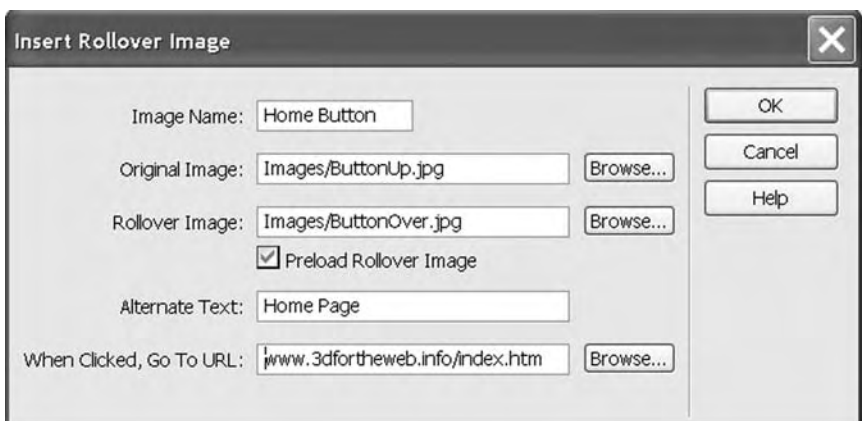 Insert Rollover Image
Image Name: Home Button
OK
Original Image: Images/ButtonUp.jpg Browse...
Cancel
Rollover Image: Images/ButtonOver.jpg Browse...
Help
Preload Rollover Image
Alternate Text: Home Page
When Clicked, Go To URL: www.3dfortheweb.info/index.htm Browse...